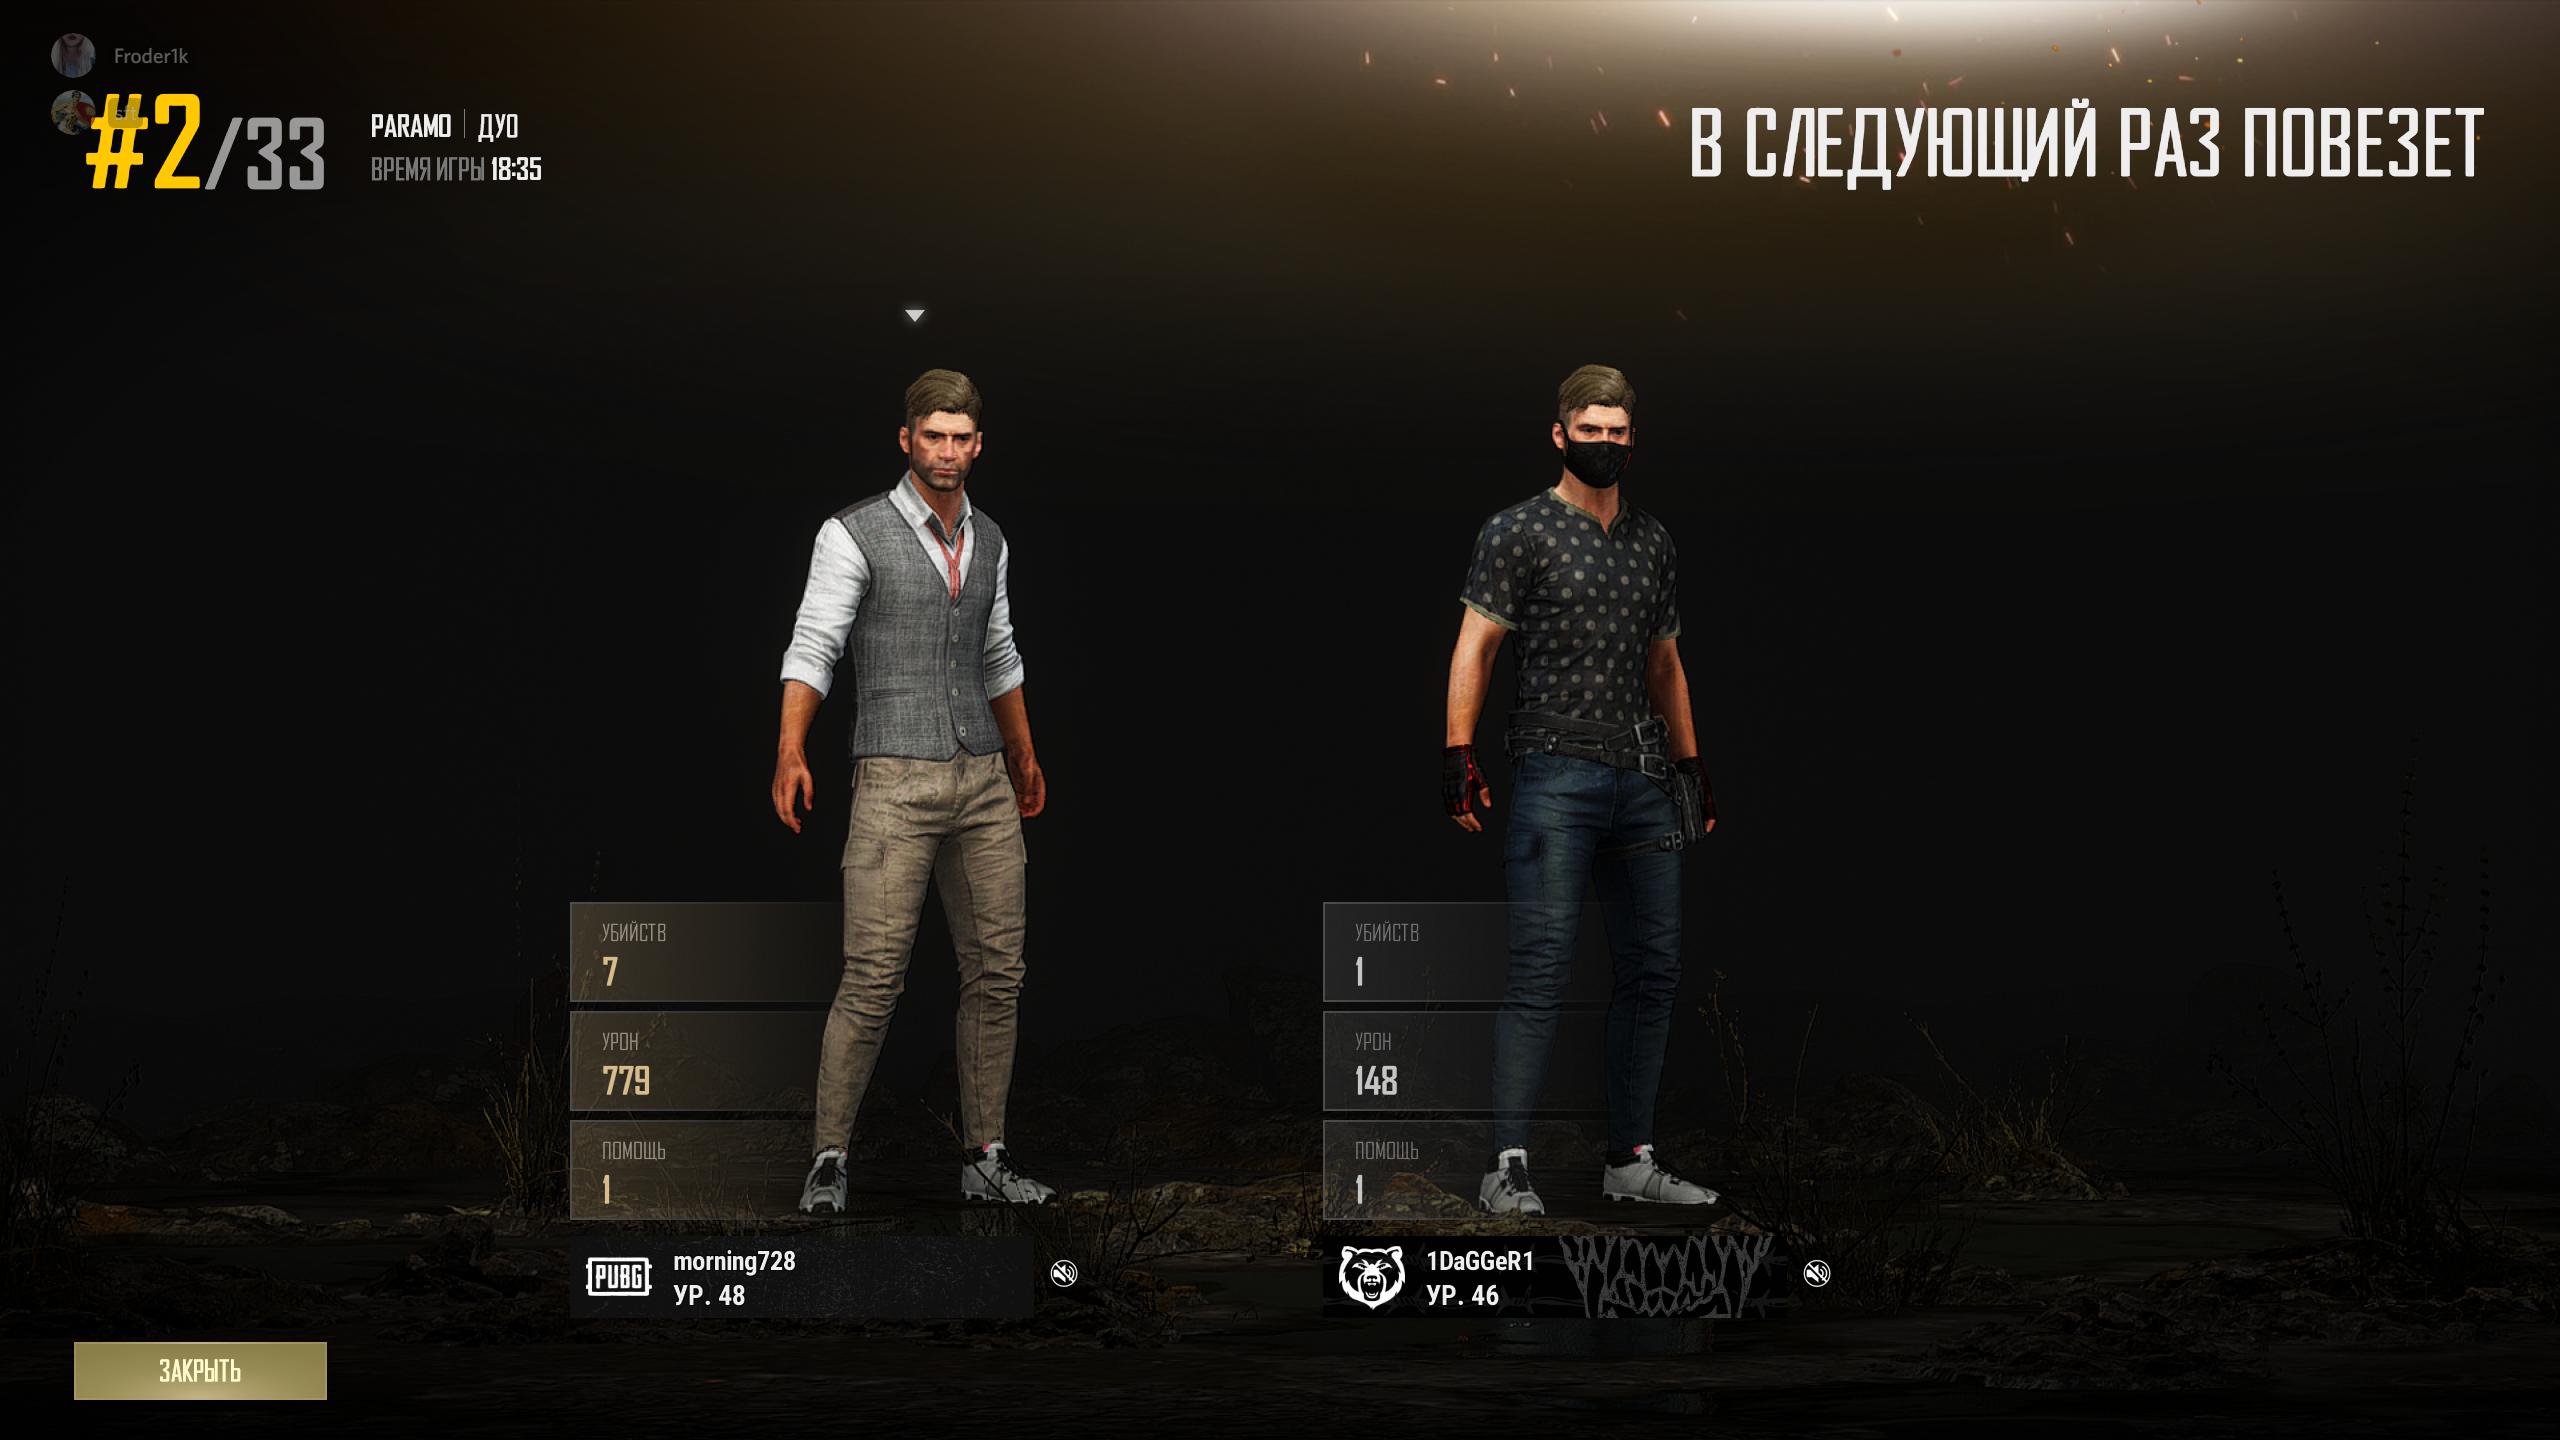 Froder1k
sft
#2/33
PARAMO | ДУО
ВРЕМЯ ИГРЫ 18:35
В СЛЕДУЮЩИЙ РАЗ ПОВЕЗЕТ
УБИЙСТВ
7
УРОН
779
ПОМОЩЬ
1
PUBG
morning728
УР. 48
УБИЙСТВ
1
УРОН
148
ПОМОЩЬ
1
1DaGGeR1
УР. 46
ЗАКРЫТЬ